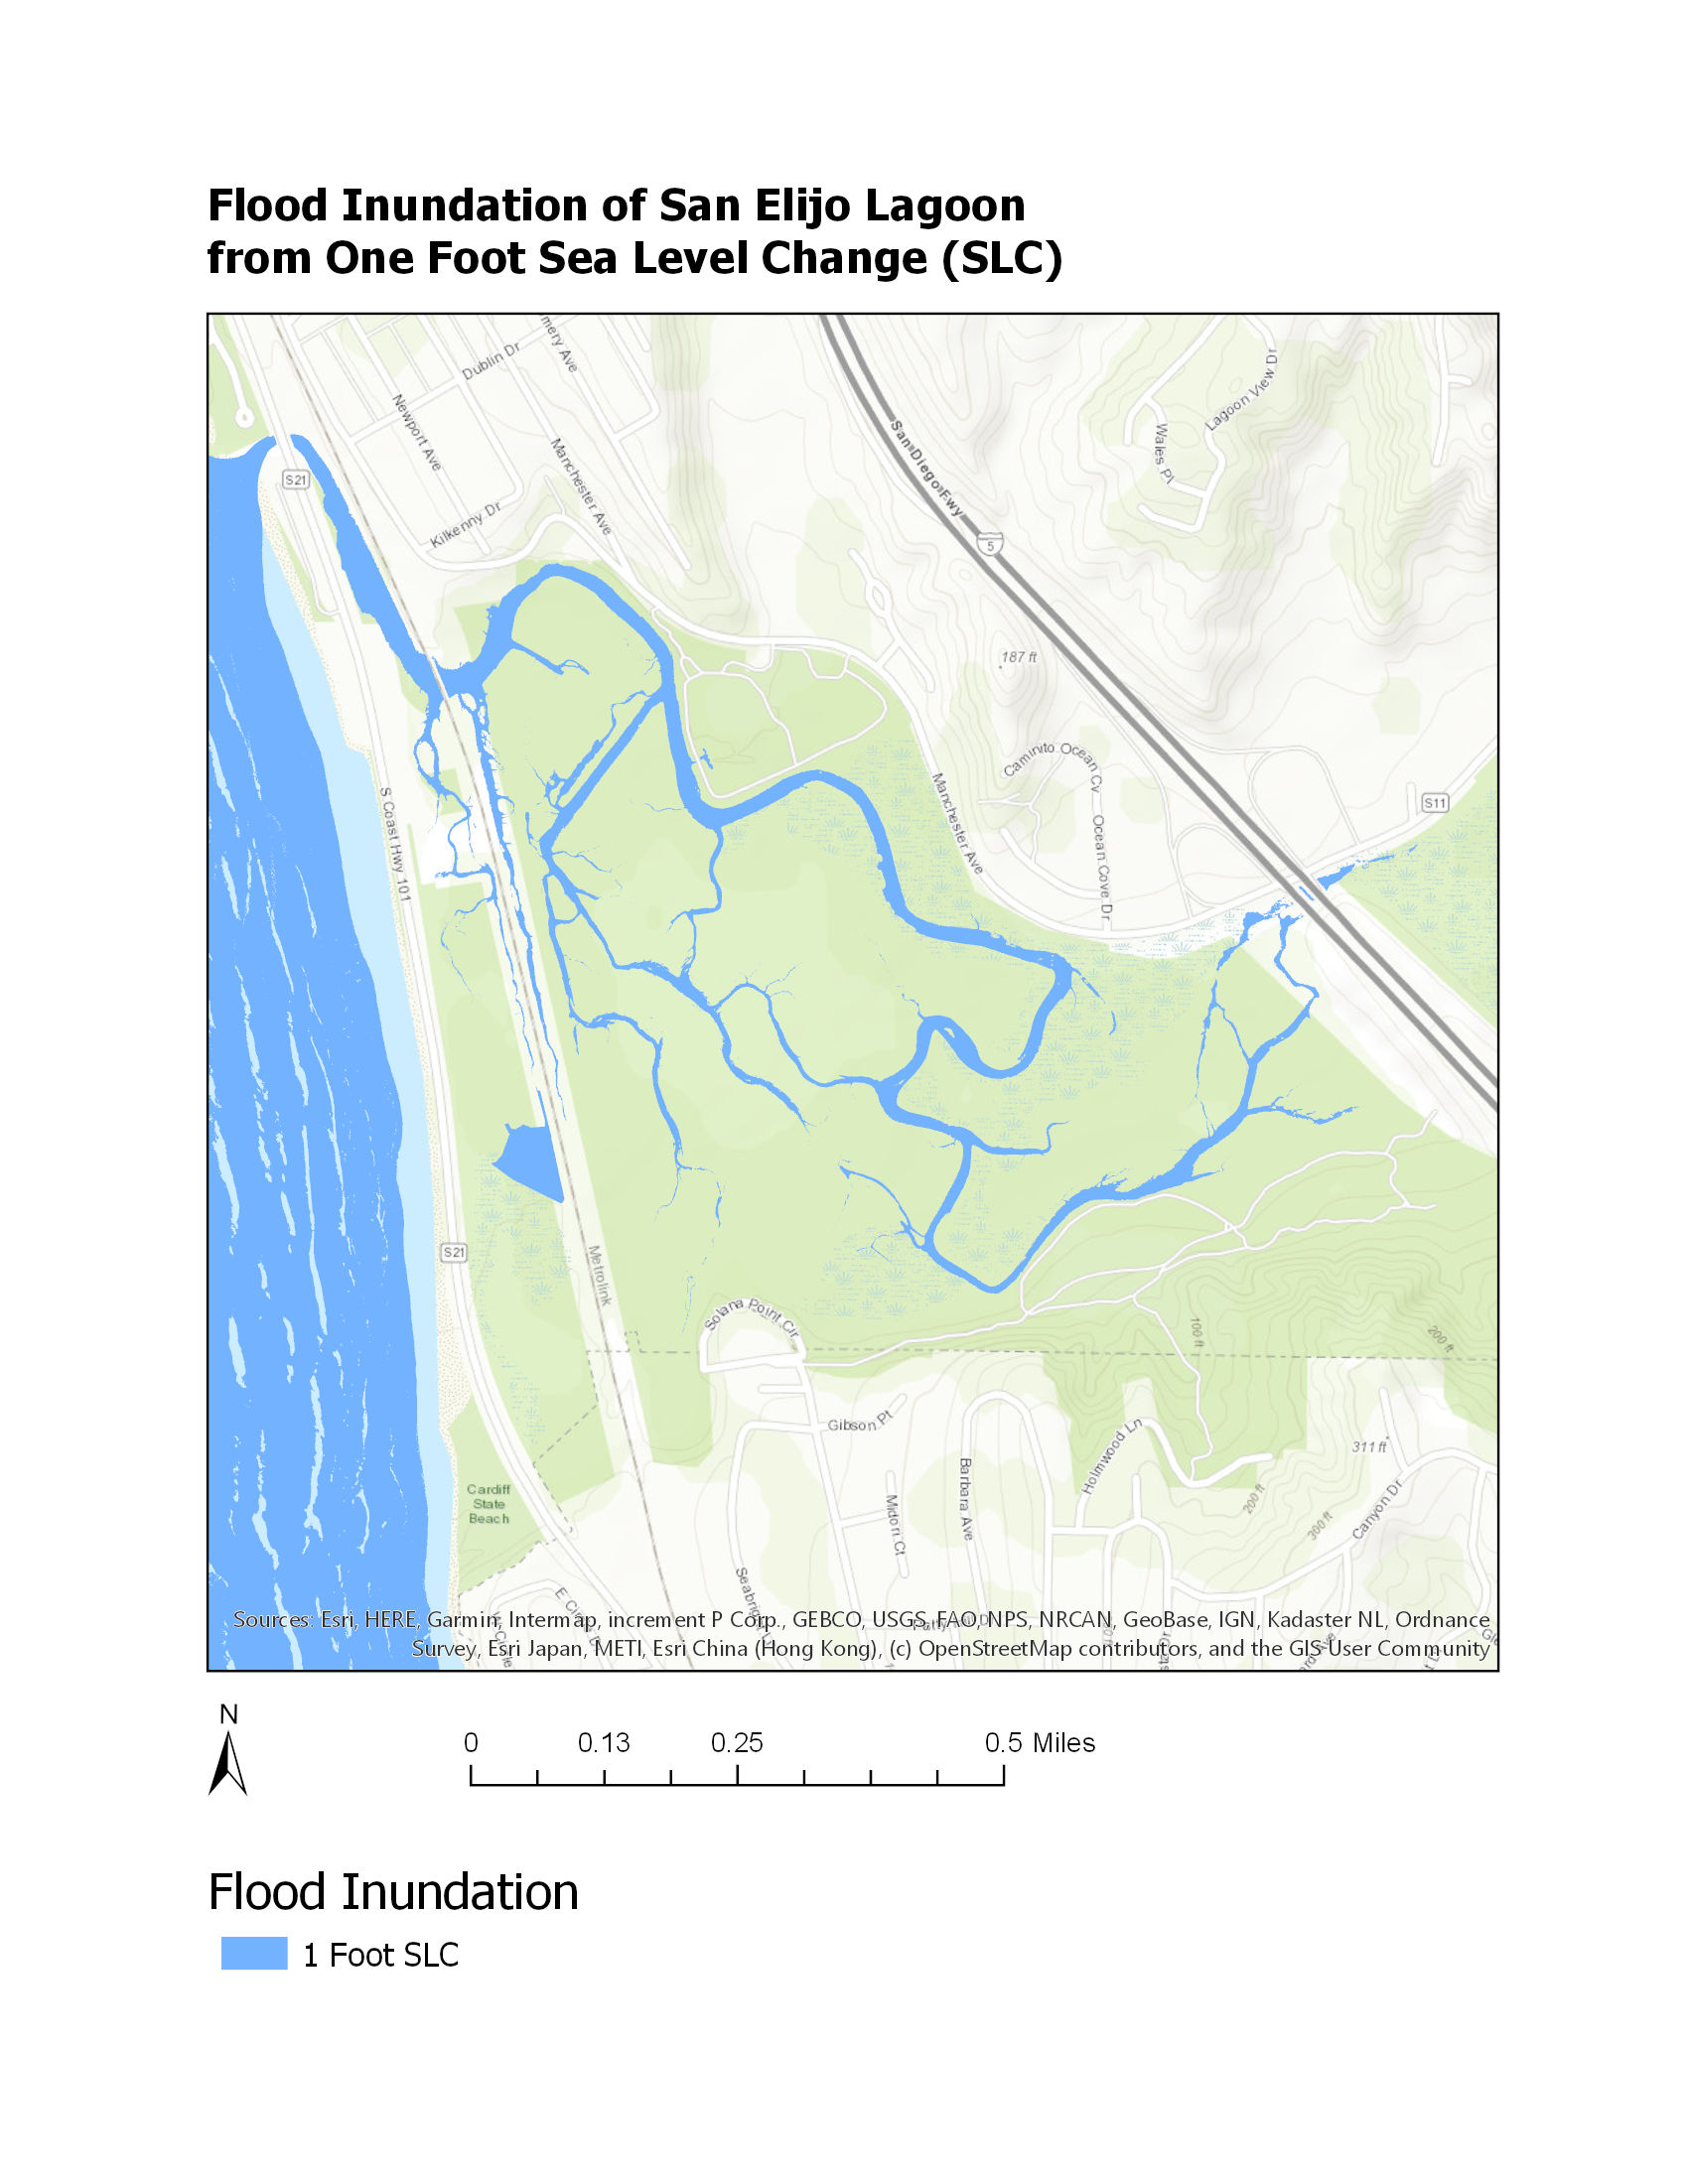 Flood Inundation of San Elijo Lagoon
from One Foot Sea Level Change (SLC)
Dublin Dr
mery Ave
Newport Ave
Manchester Ave
Kilkenny Dr
S21
San Diego Fwy
5
Wales Pl
Lagoon View Dr
187 ft
Caminito Ocean Cv
Ocean Cove Dr
Manchester Ave
S11
S Coast Hwy 101
S21
Metrolink
Solana Point Cir
100 ft
200 ft
Gibson Pt
Holmwood Ln
311 ft
Barbara Ave
Midori Ct
200 ft
300 ft
Canyon Dr
Cardiff
State
Beach
Sources: Esri, HERE, Garmin, Intermap, increment P Corp., GEBCO, USGS, FAO, NPS, NRCAN, GeoBase, IGN, Kadaster NL, Ordnance
Survey, Esri Japan, METI, Esri China (Hong Kong), (c) OpenStreetMap contributors, and the GIS User Community
N
0 0.13 0.25 0.5 Miles
Flood Inundation
1 Foot SLC